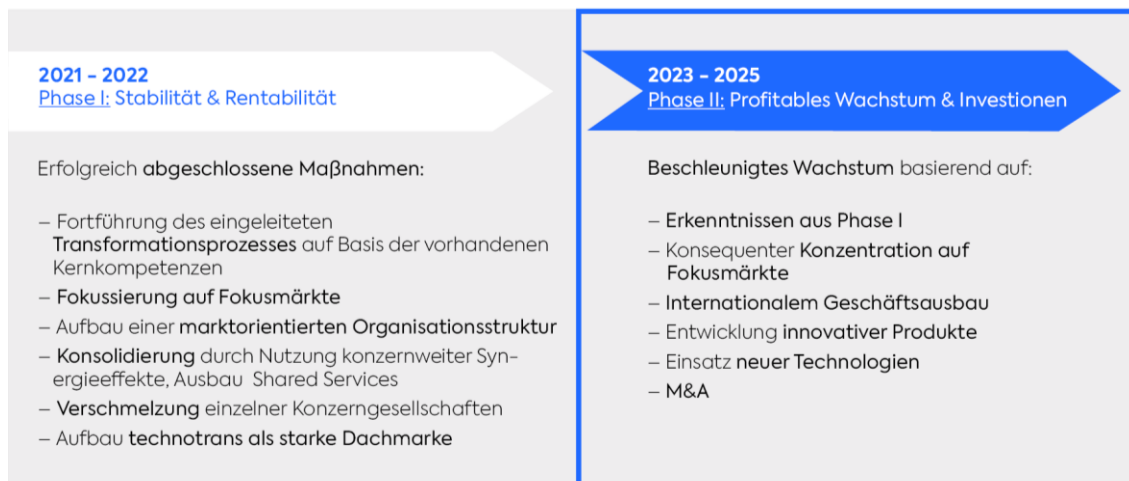 2021 - 2022
Phase I: Stabilität & Rentabilität
Erfolgreich abgeschlossene Maßnahmen:
– Fortführung des eingeleiteten
Transformationsprozesses auf Basis der vorhandenen
Kernkompetenzen
– Fokussierung auf Fokusmärkte
– Aufbau einer marktorientierten Organisationsstruktur
– Konsolidierung durch Nutzung konzernweiter Syn-
ergieeffekte, Ausbau Shared Services
– Verschmelzung einzelner Konzerngesellschaften
– Aufbau technotrans als starke Dachmarke
2023 - 2025
Phase II: Profitables Wachstum & Investionen
Beschleunigtes Wachstum basierend auf:
– Erkenntnissen aus Phase I
– Konsequenter Konzentration auf
Fokusmärkte
– Internationalem Geschäftsausbau
– Entwicklung innovativer Produkte
– Einsatz neuer Technologien
– M&A